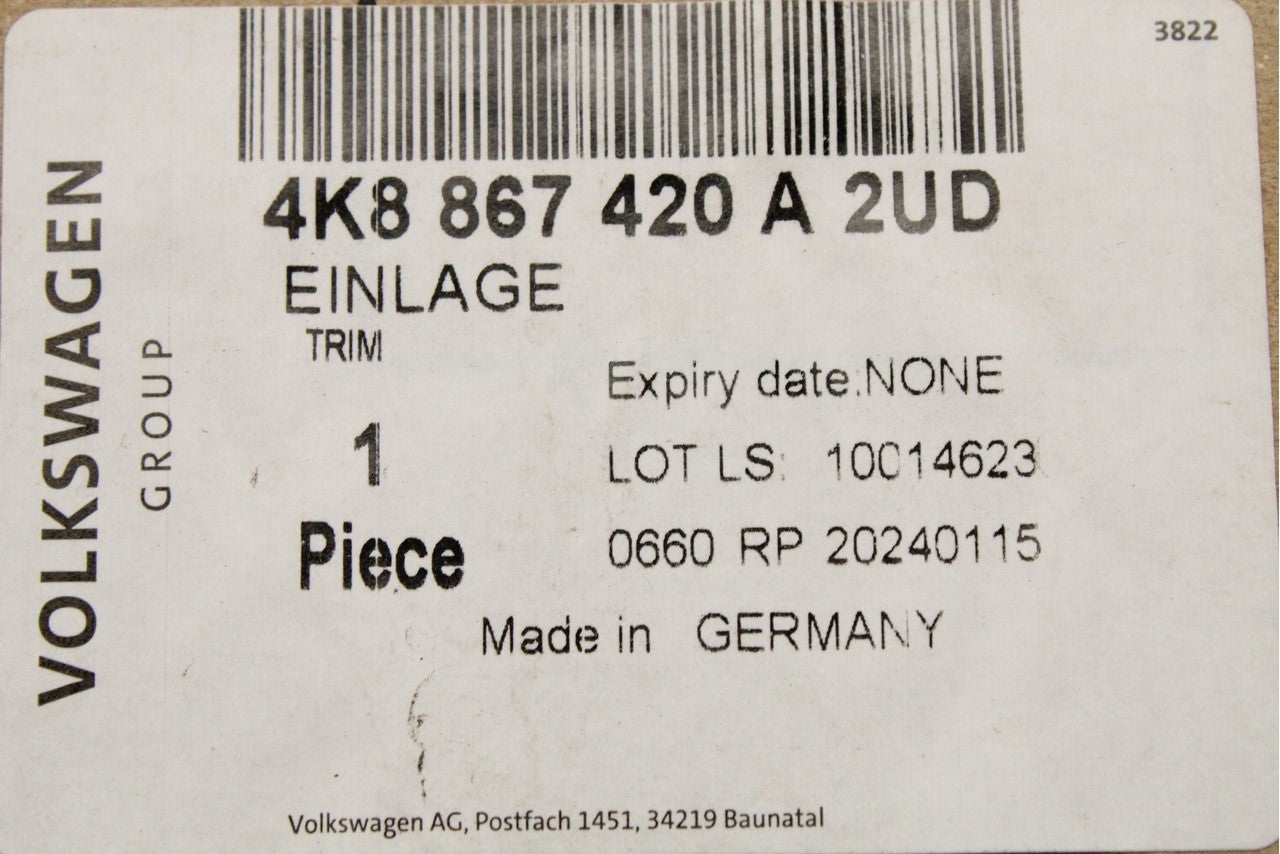 3822
4K8 867 420 A 2UD
EINLAGE
TRIM
Expiry date:NONE
1
LOT LS: 10014623
Piece
0660 RP 20240115
Made in GERMANY
VOLKSWAGEN
GROUP
Volkswagen AG, Postfach 1451, 34219 Baunatal